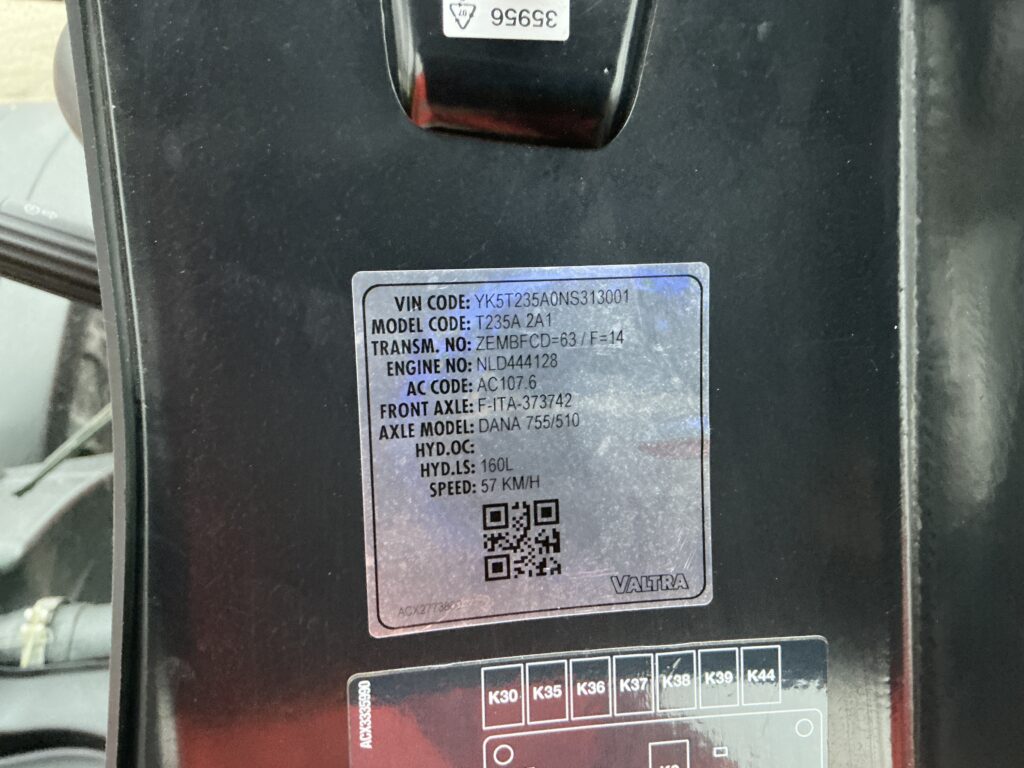 35956
07
VIN CODE: YK5T235A0NS313001
MODEL CODE: T235A 2A1
TRANSM. NO: ZEMBFCD=63 / F=14
ENGINE NO: NLD444128
AC CODE: AC107.6
FRONT AXLE: F-ITA-373742
AXLE MODEL: DANA 755/510
HYD.OC:
HYD.LS: 160L
SPEED: 57 KM/H
VALTRA
ACX3335990
K30 K35 K36 K37 K38 K39 K44